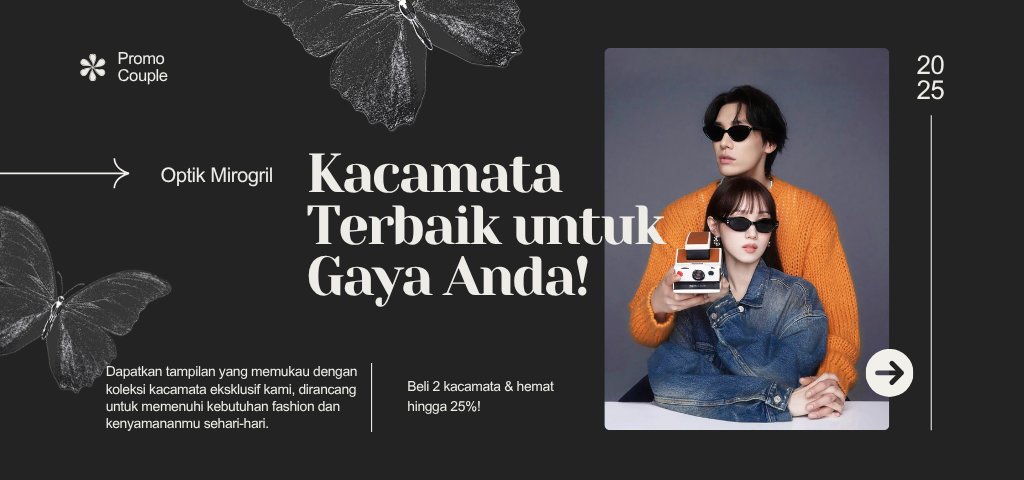 Promo
Couple
20
25
Optik Mirogril
Kacamata
Terbaik untuk
Gaya Anda!
Dapatkan tampilan yang memukau dengan
koleksi kacamata eksklusif kami, dirancang
untuk memenuhi kebutuhan fashion dan
kenyamananmu sehari-hari.
Beli 2 kacamata & hemat
hingga 25%!